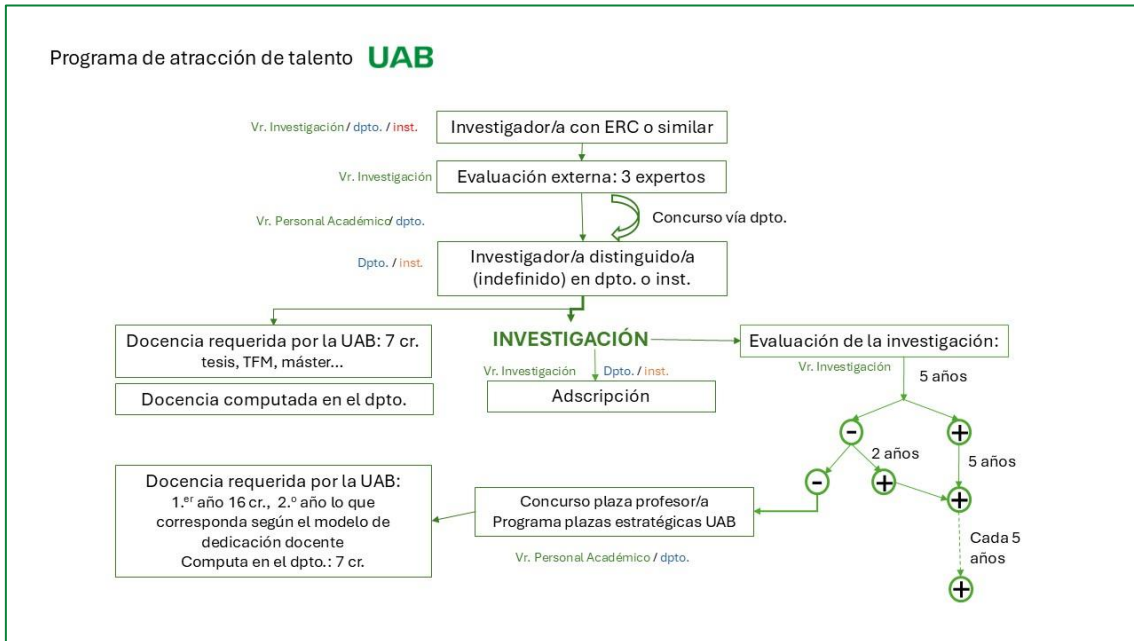 Programa de atracción de talento UAB
Vr. Investigación / dpto. / inst.
Investigador/a con ERC o similar
Vr. Investigación
Evaluación externa: 3 expertos
Vr. Personal Académico/ dpto.
Concurso vía dpto.
Dpto. / inst.
Investigador/a distinguido/a
(indefinido) en dpto. o inst.
Docencia requerida por la UAB: 7 cr.
tesis, TFM, máster...
Docencia computada en el dpto.
INVESTIGACIÓN
Vr. Investigación Dpto. / inst.
Adscripción
Evaluación de la investigación:
Vr. Investigación
5 años
-
+
2 años
5 años
-
+
+
Cada 5
años
+
Concurso plaza profesor/a
Programa plazas estratégicas UAB
Vr. Personal Académico / dpto.
Docencia requerida por la UAB:
1.er año 16 cr., 2.º año lo que
corresponda según el modelo de
dedicación docente
Computa en el dpto.: 7 cr.